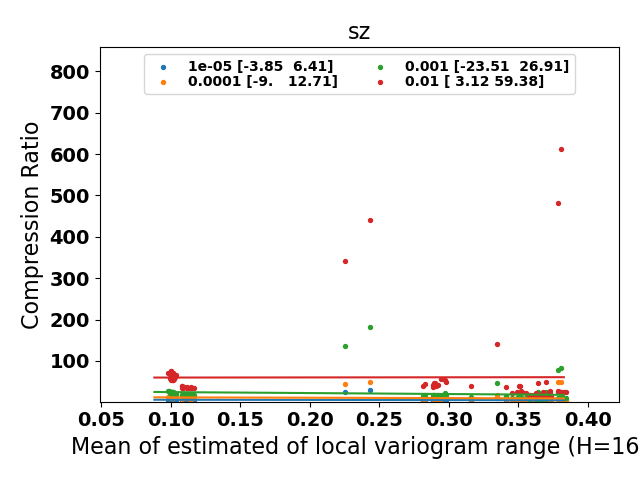 sz
1e-05 [-3.85  6.41]
0.0001 [-9.   12.71]
0.001 [-23.51  26.91]
0.01 [ 3.12 59.38]
Compression Ratio
800
700
600
500
400
300
200
100
0.05 0.10 0.15 0.20 0.25 0.30 0.35 0.40
Mean of estimated of local variogram range (H=16